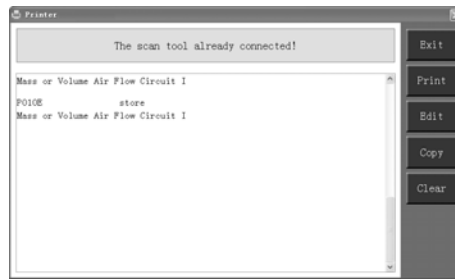 Printer
The scan tool already connected!
Mass or Volume Air Flow Circuit I
P010E store
Mass or Volume Air Flow Circuit I
Exit
Print
Edit
Copy
Clear